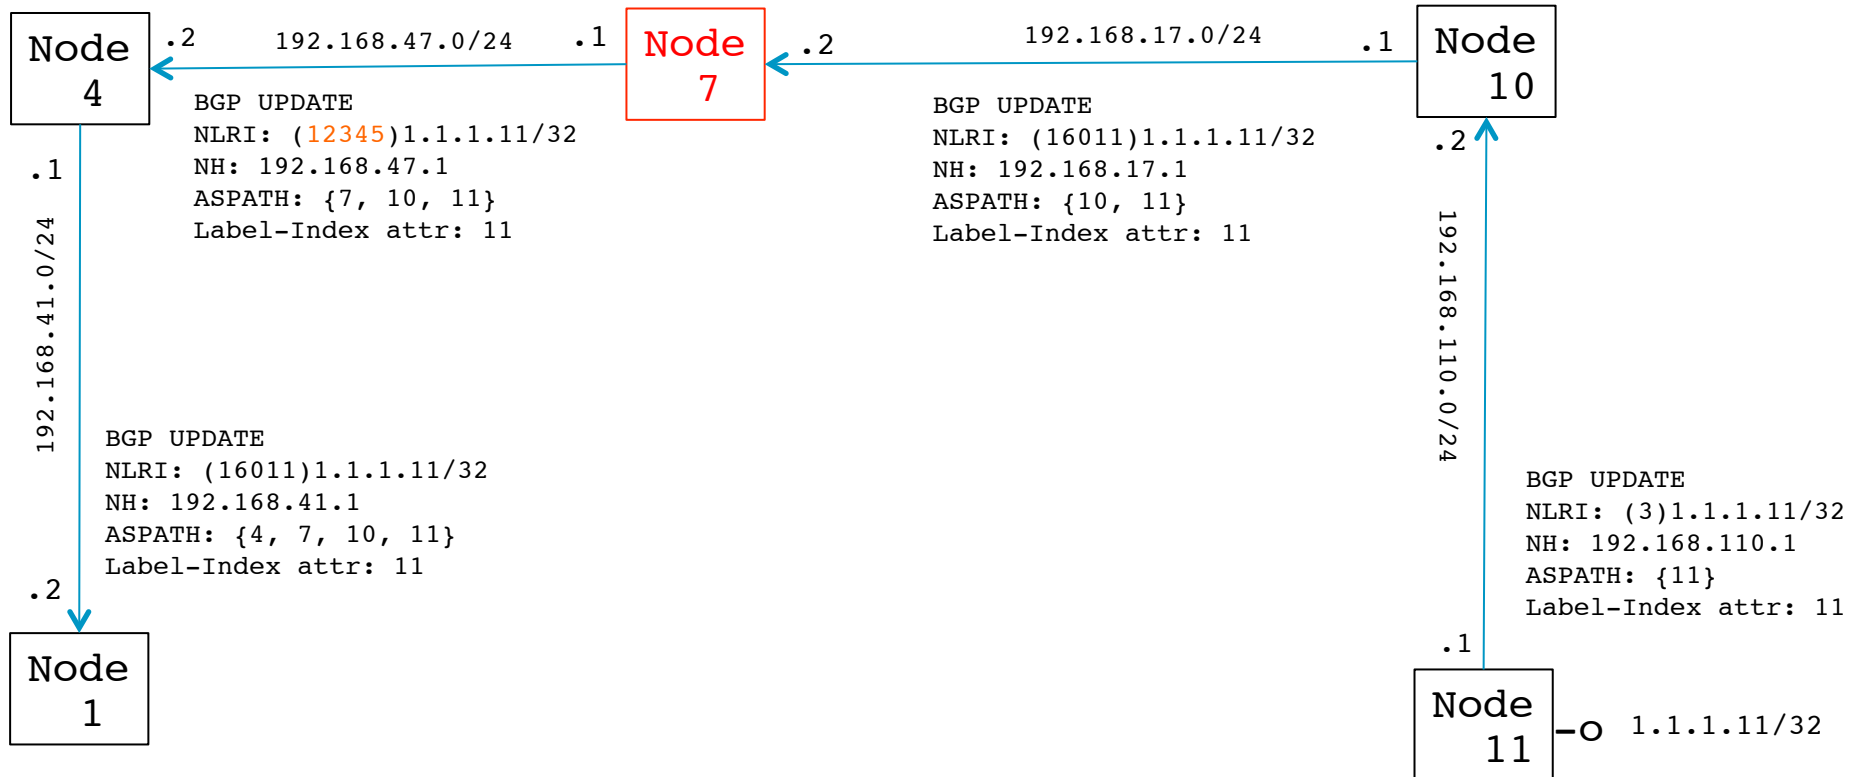 Node
4
.2
192.168.47.0/24
.1
Node
7
.2
192.168.17.0/24
.1
Node
10
BGP UPDATE
NLRI: (12345)1.1.1.11/32
NH: 192.168.47.1
ASPATH: {7, 10, 11}
Label-Index attr: 11
BGP UPDATE
NLRI: (16011)1.1.1.11/32
NH: 192.168.17.1
ASPATH: {10, 11}
Label-Index attr: 11
.1
192.168.41.0/24
.2
192.168.110.0/24
BGP UPDATE
NLRI: (16011)1.1.1.11/32
NH: 192.168.41.1
ASPATH: {4, 7, 10, 11}
Label-Index attr: 11
.2
Node
1
BGP UPDATE
NLRI: (3)1.1.1.11/32
NH: 192.168.110.1
ASPATH: {11}
Label-Index attr: 11
.1
Node
11
-o 1.1.1.11/32